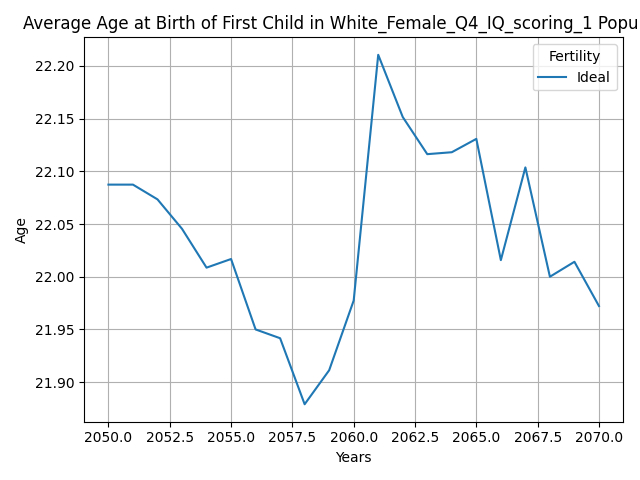 Average Age at Birth of First Child in White_Female_Q4_IQ_scoring_1 Popu
Fertility
Ideal
22.20
22.15
22.10
22.05
22.00
21.95
21.90
Age
2050.0 2052.5 2055.0 2057.5 2060.0 2062.5 2065.0 2067.5 2070.0
Years